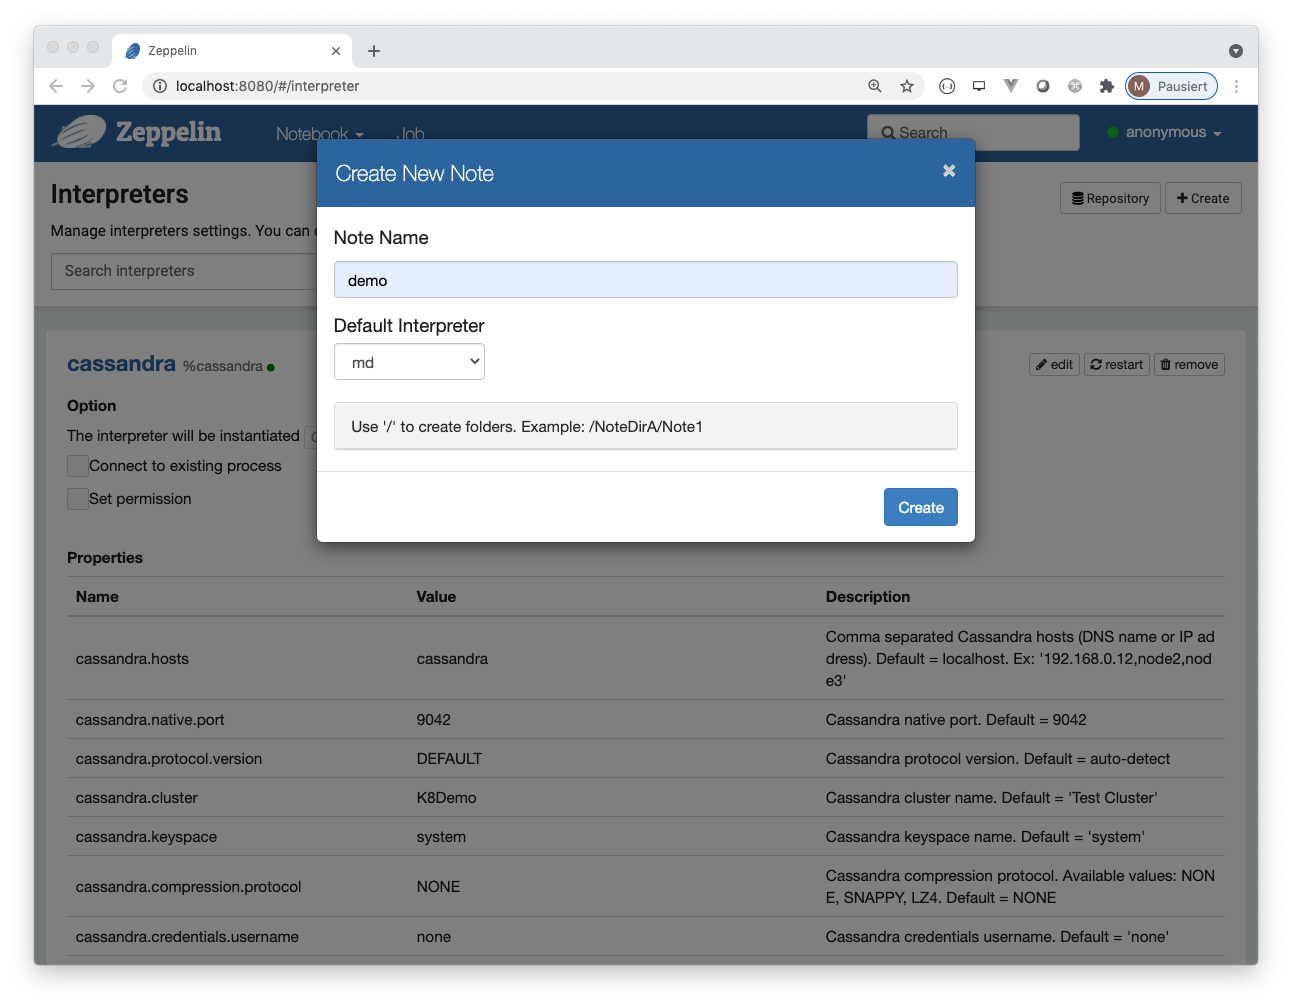 Zeppelin
localhost:8080/#/interpreter
M Pausiert
Zeppelin
Notebook
Job
Search
anonymous
Create New Note
Interpreters
Repository
Create
Manage interpreters settings. You can
Note Name
Search interpreters
demo
Default Interpreter
md
cassandra %cassandra
edit
restart
remove
Option
Use '/' to create folders. Example: /NoteDirA/Note1
The interpreter will be instantiated
Connect to existing process
Set permission
Create
Properties
Name Value Description
cassandra.hosts cassandra Comma separated Cassandra hosts (DNS name or IP ad
dress). Default = localhost. Ex: '192.168.0.12,node2,nod
e3'
cassandra.native.port 9042 Cassandra native port. Default = 9042
cassandra.protocol.version DEFAULT Cassandra protocol version. Default = auto-detect
cassandra.cluster K8Demo Cassandra cluster name. Default = 'Test Cluster'
cassandra.keyspace system Cassandra keyspace name. Default = 'system'
cassandra.compression.protocol NONE Cassandra compression protocol. Available values: NON
E, SNAPPY, LZ4. Default = NONE
cassandra.credentials.username none Cassandra credentials username. Default = 'none'